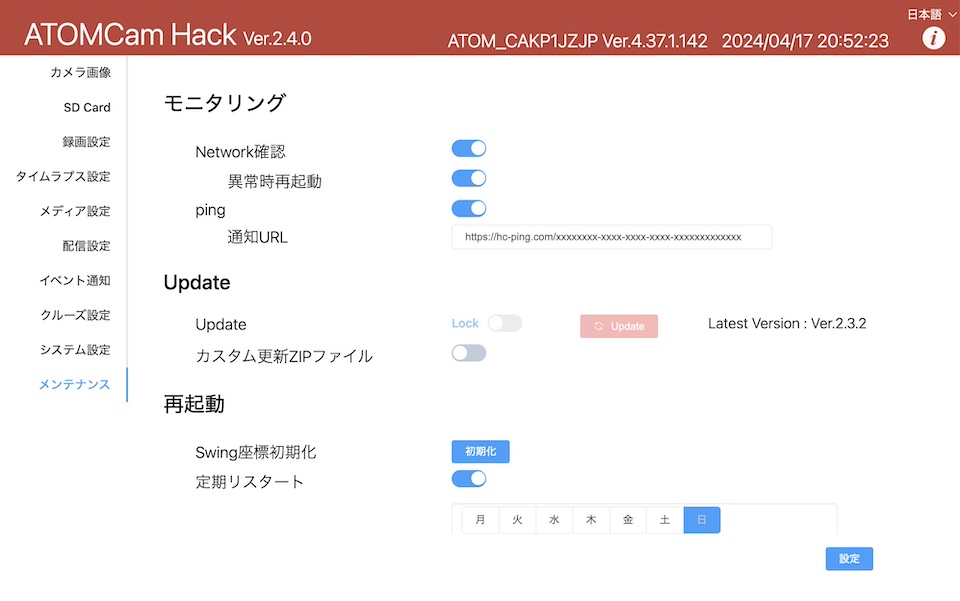 日本語
ATOMCam Hack Ver.2.4.0
ATOM_CAKP1JZJP Ver.4.37.1.142 2024/04/17 20:52:23
i
カメラ画像
SD Card
録画設定
タイムラプス設定
メディア設定
配信設定
イベント通知
クルーズ設定
システム設定
メンテナンス
モニタリング
Network確認
異常時再起動
ping
通知URL
https://hc-ping.com/xxxxxxxx-xxxx-xxxx-xxxx-xxxxxxxxxxxxx
Update
Update
Lock
Update
Latest Version : Ver.2.3.2
カスタム更新ZIPファイル
再起動
Swing座標初期化
初期化
定期リスタート
月 火 水 木 金 土 日
設定